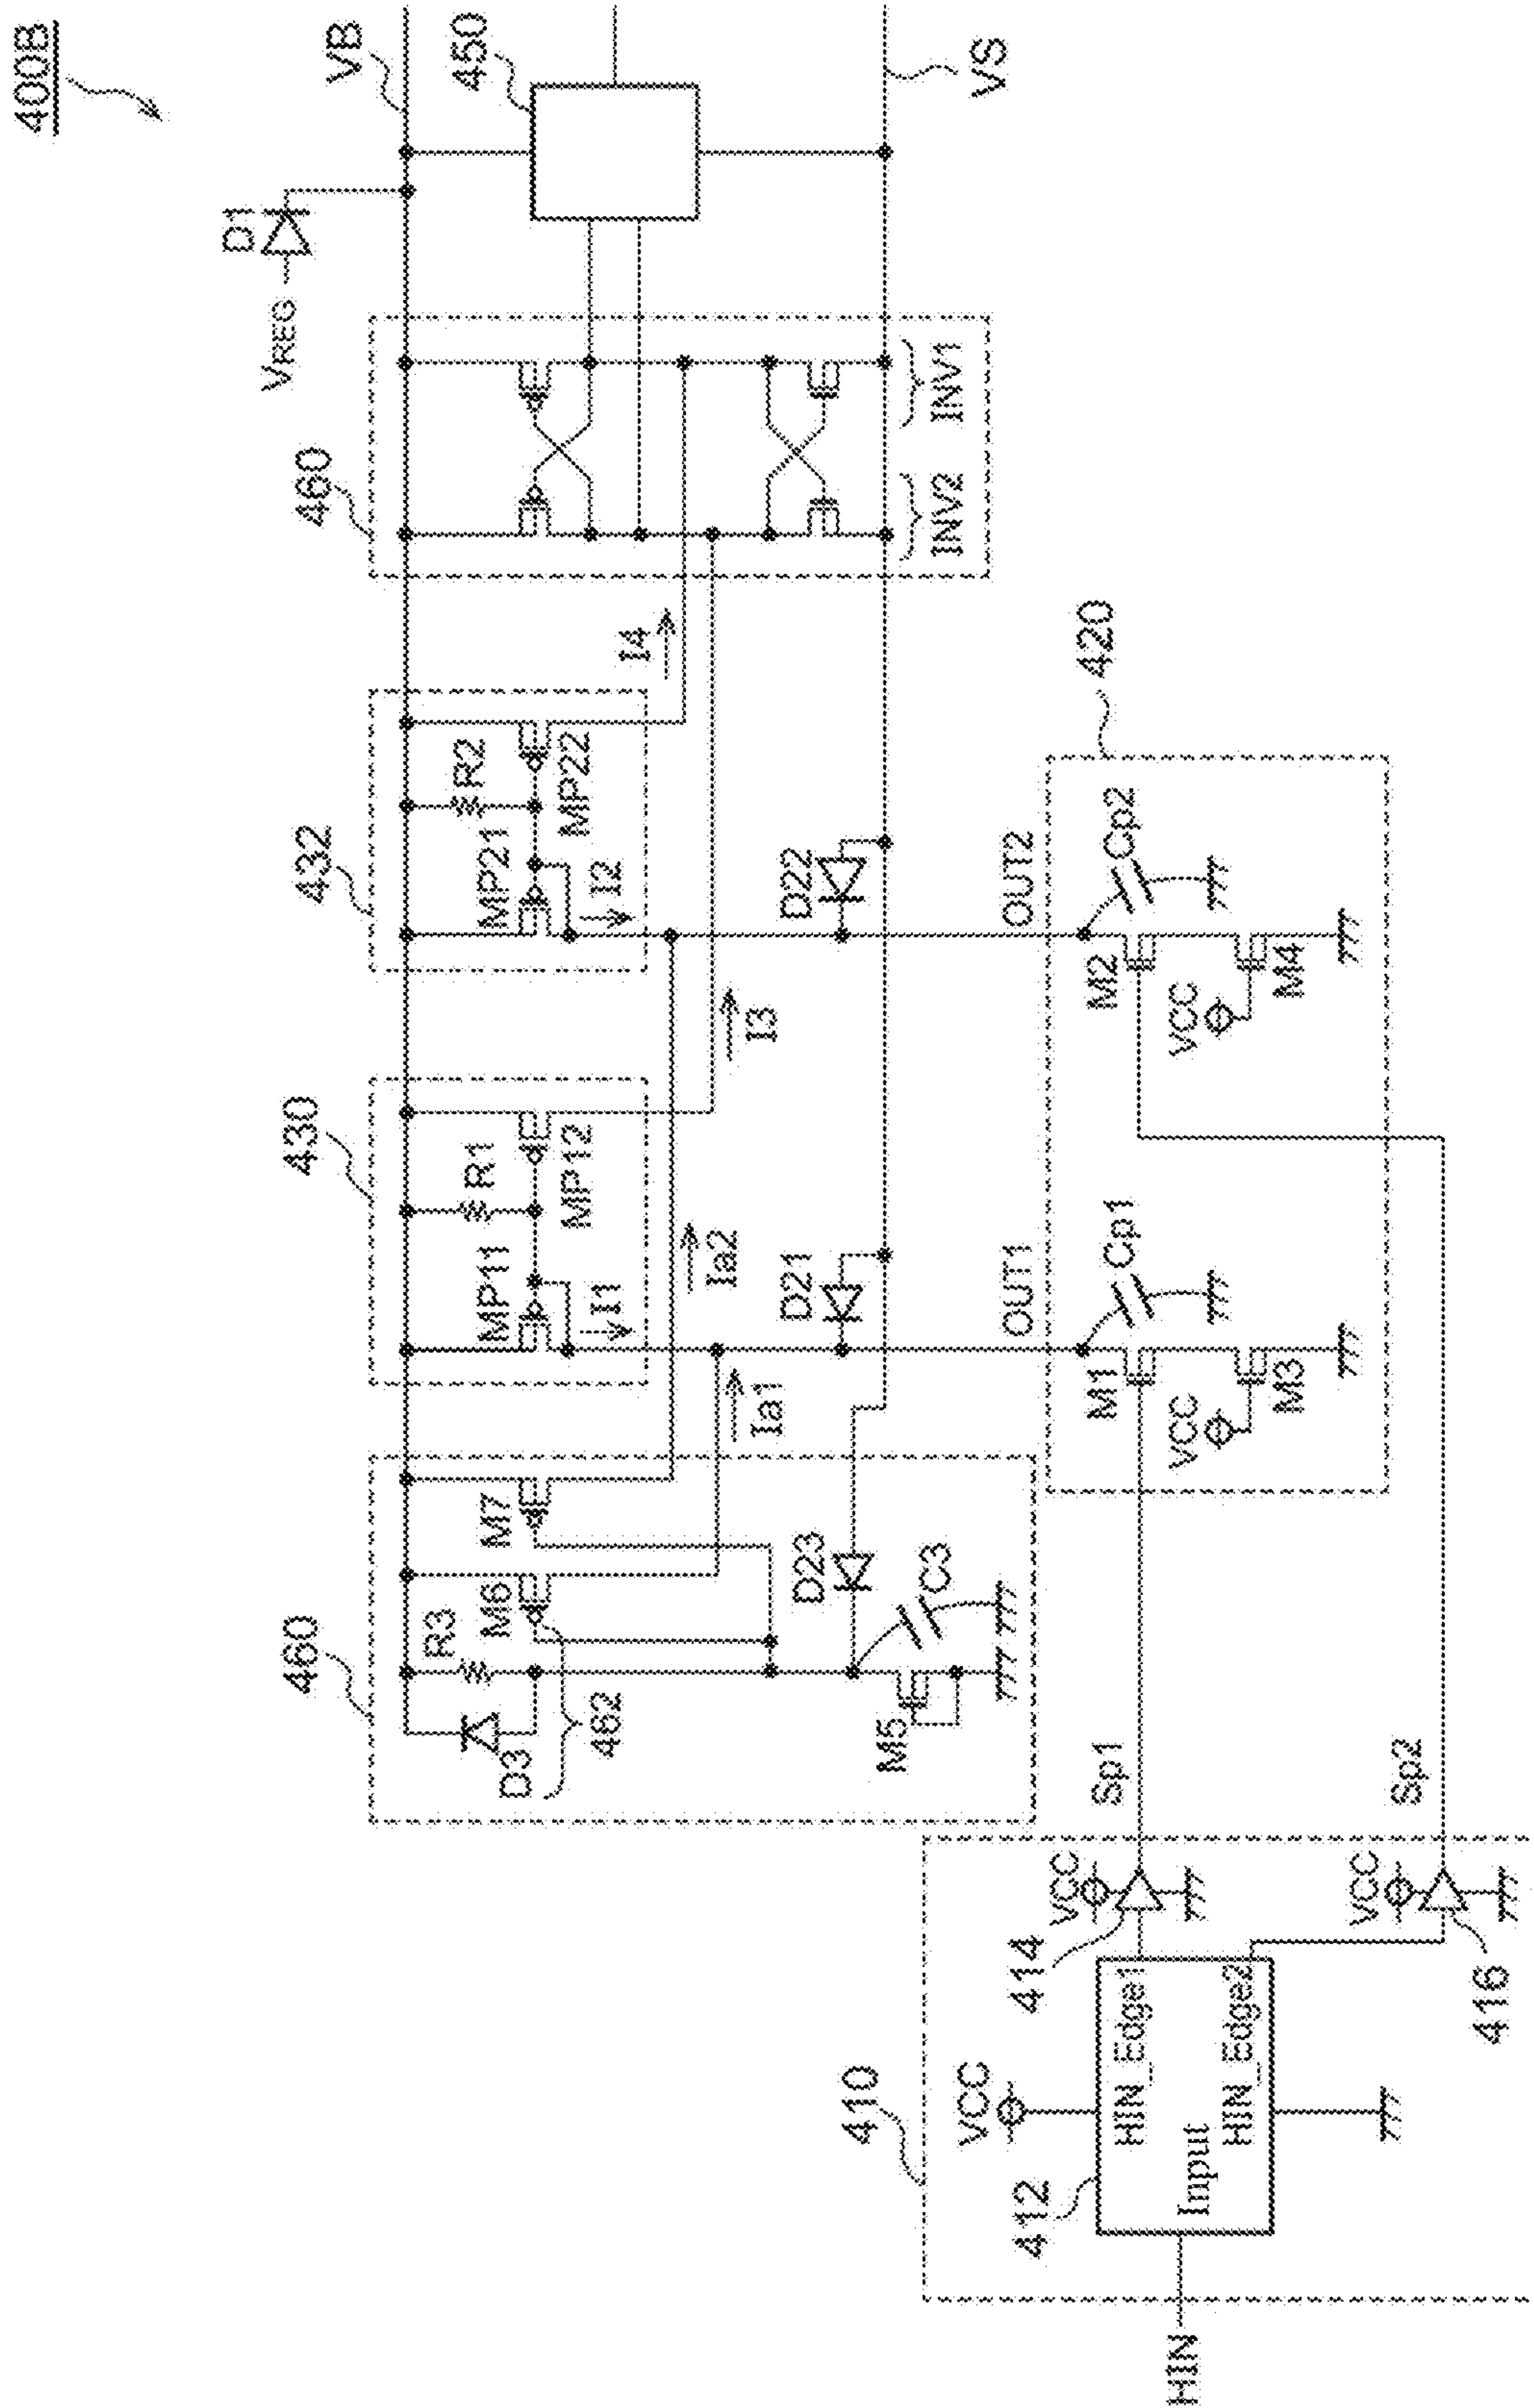 400B
VREG
D1
VB
460
432
430
460
450
R3
D3
M6
M7
462
MP11
R1
MP12
I1
MP21
R2
MP22
I2
I4
I3
Ia2
Ia1
INV2
INV1
VS
D23
C3
M5
D21
D22
OUT1
OUT2
420
M1
Cp1
VCC
M3
M2
Cp2
VCC
M4
410
412
VCC
HIN
Input
HIN_Edge1
HIN_Edge2
414
VCC
Sp1
416
VCC
Sp2